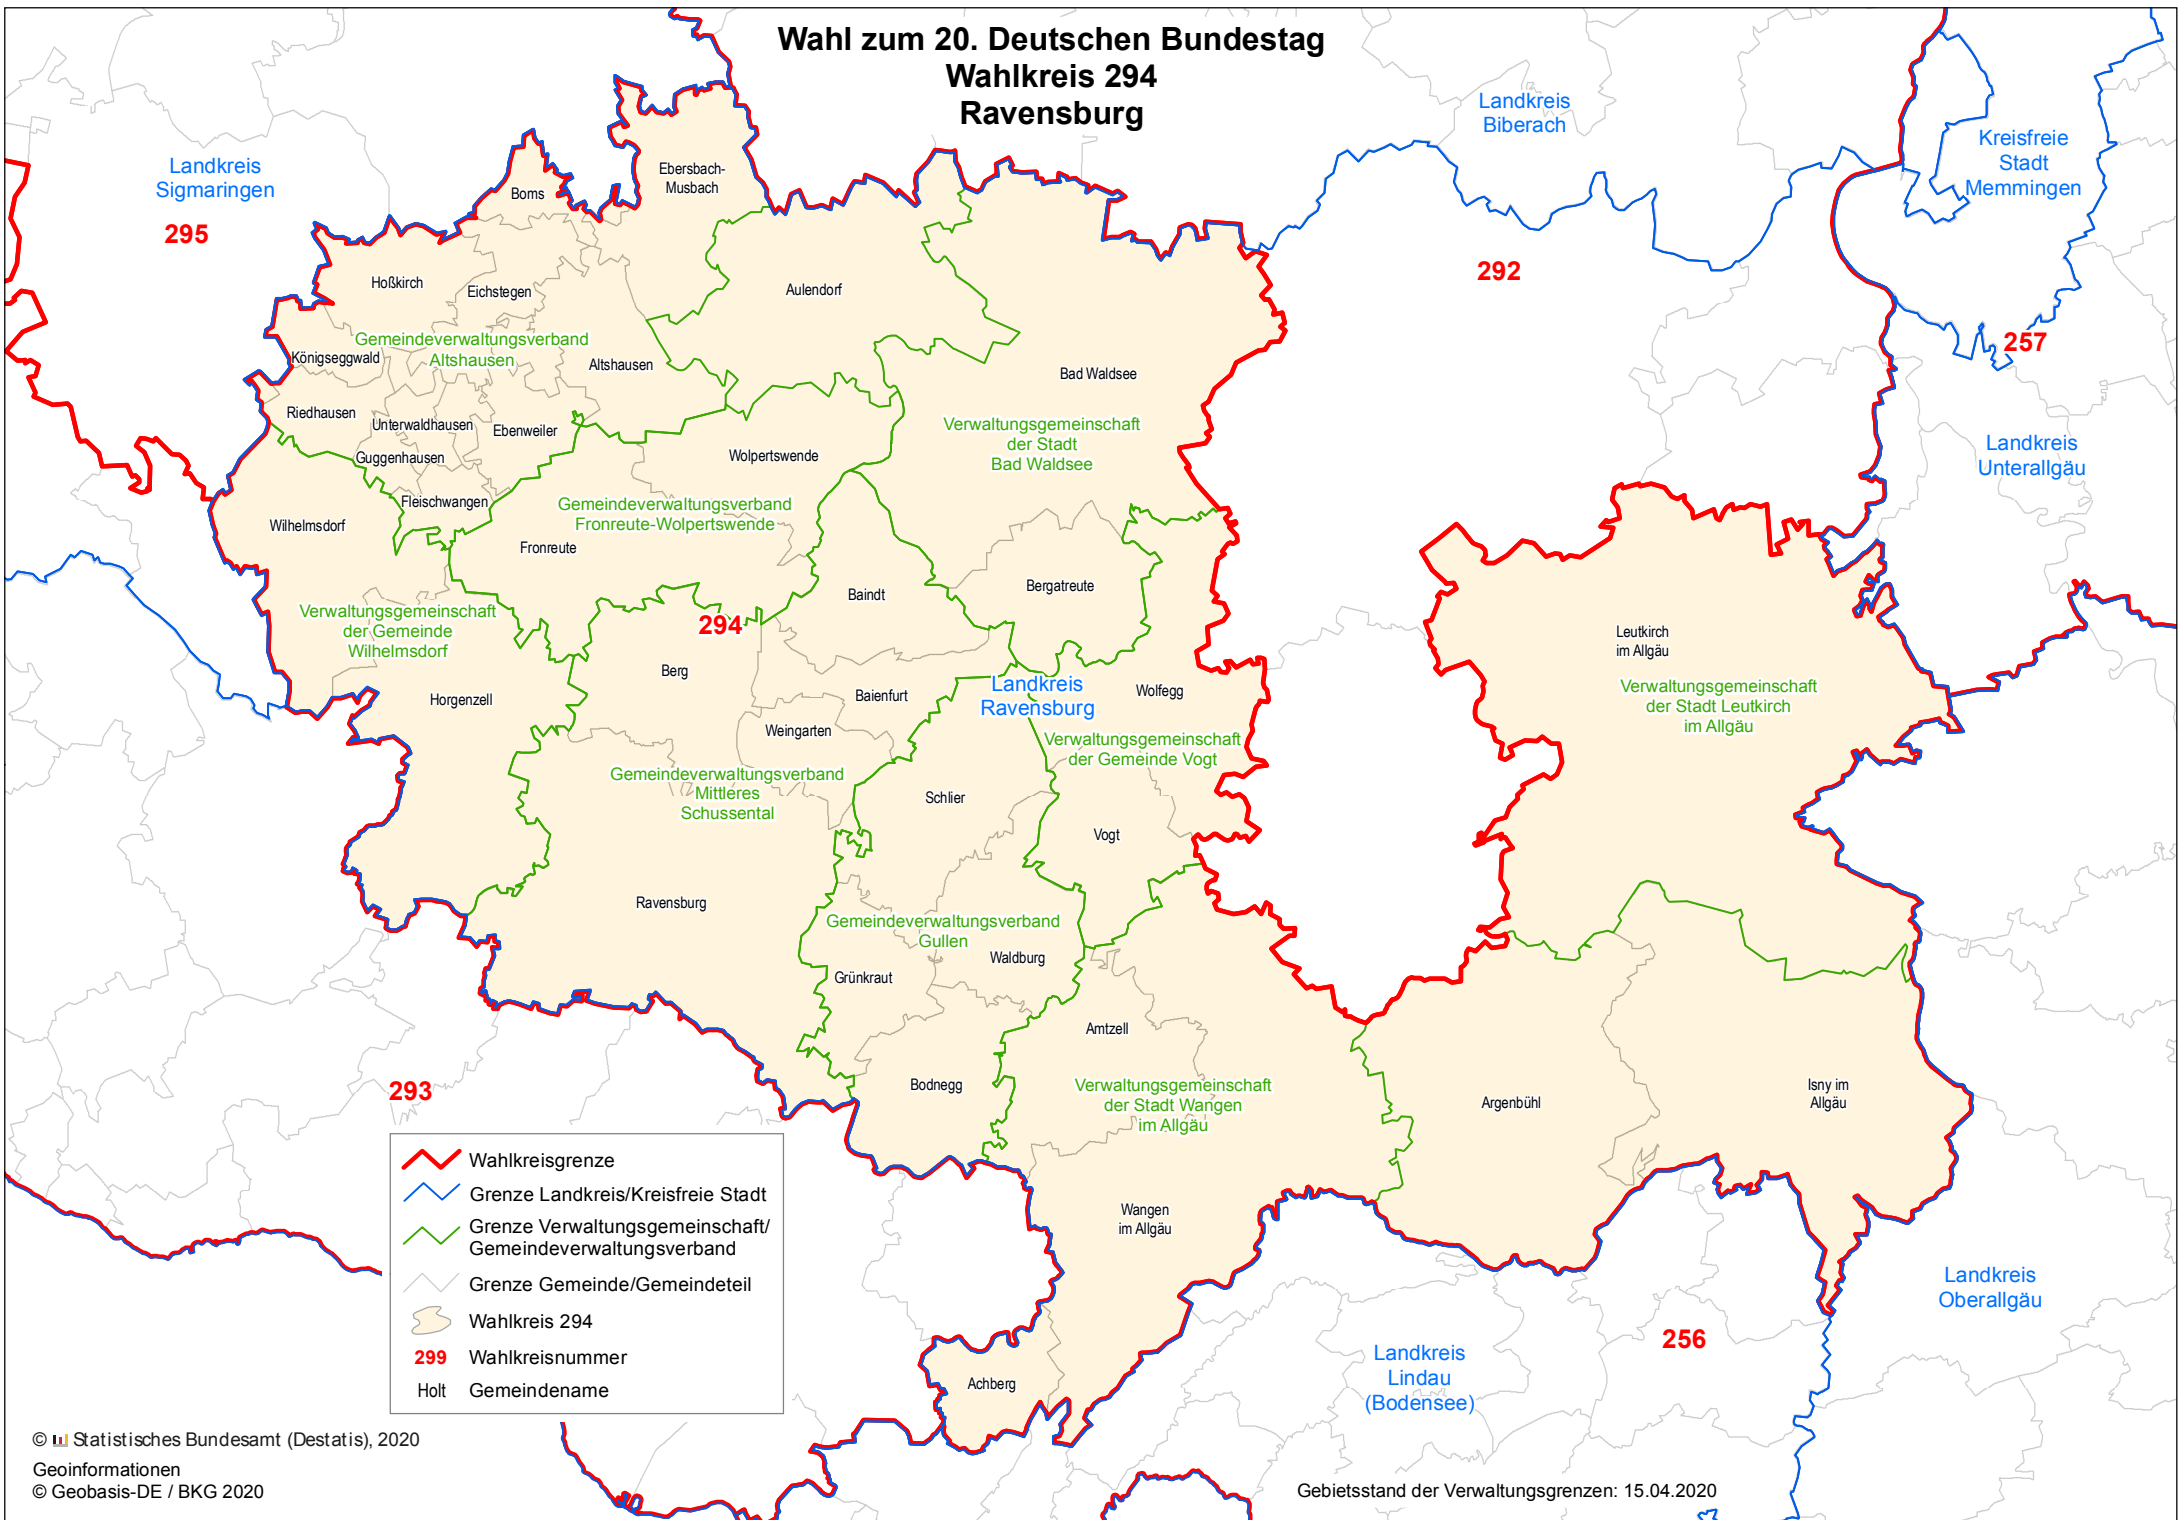 Wahl zum 20. Deutschen Bundestag
Wahlkreis 294
Ravensburg
Landkreis
Biberach
Kreisfreie
Stadt
Memmingen
Landkreis
Sigmaringen
295
Ebersbach-
Musbach
Boms
292
257
Hoßkirch
Eichstegen
Aulendorf
Gemeindeverwaltungsverband
Altshausen
Königseggwald
Altshausen
Bad Waldsee
Riedhausen
Unterwaldhausen
Ebenweiler
Guggenhausen
Wolpertswende
Verwaltungsgemeinschaft
der Stadt
Bad Waldsee
Landkreis
Unterallgäu
Fleischwangen
Wilhelmsdorf
Gemeindeverwaltungsverband
Fronreute-Wolpertswende
Fronreute
Baindt
Bergatreute
Verwaltungsgemeinschaft
der Gemeinde
Wilhelmsdorf
294
Leutkirch
im Allgäu
Berg
Horgenzell
Baienfurt
Landkreis
Ravensburg
Wolfegg
Verwaltungsgemeinschaft
der Stadt Leutkirch
im Allgäu
Weingarten
Verwaltungsgemeinschaft
der Gemeinde Vogt
Gemeindeverwaltungsverband
Mittleres
Schussental
Schlier
Vogt
Ravensburg
Gemeindeverwaltungsverband
Gullen
Waldburg
Grünkraut
Amtzell
293
Bodnegg
Verwaltungsgemeinschaft
der Stadt Wangen
im Allgäu
Argenbühl
Isny im
Allgäu
Wangen
im Allgäu
Landkreis
Oberallgäu
256
Landkreis
Lindau
(Bodensee)
Achberg
Wahlkreisgrenze
Grenze Landkreis/Kreisfreie Stadt
Grenze Verwaltungsgemeinschaft/
Gemeindeverwaltungsverband
Grenze Gemeinde/Gemeindeteil
Wahlkreis 294
299 Wahlkreisnummer
Holt Gemeindename
© Statistisches Bundesamt (Destatis), 2020
Geoinformationen
© Geobasis-DE / BKG 2020
Gebietsstand der Verwaltungsgrenzen: 15.04.2020